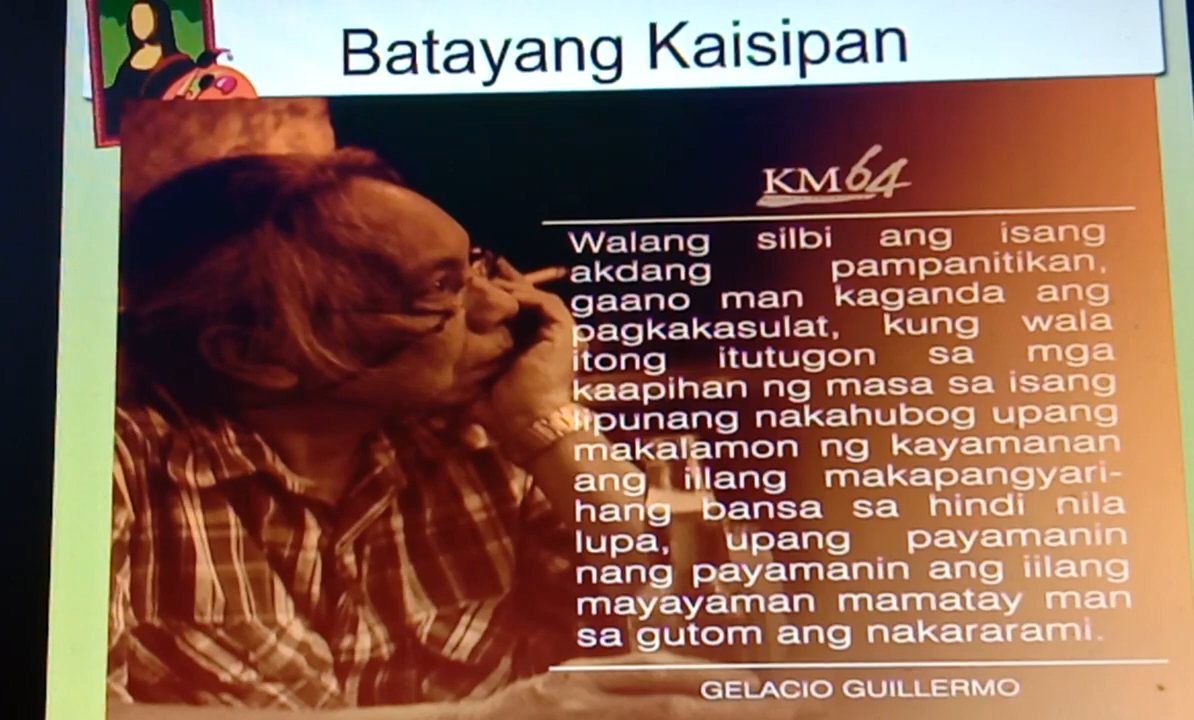 Batayang Kaisipan
KM64
Walang silbi ang isang
akdang pampanitikan,
gaano man kaganda ang
pagkakasulat, kung wala
itong itutugon sa mga
kaapihan ng masa sa isang
lipunang nakahubog upang
makalamon ng kayamanan
ang illang makapangyari-
hang bansa sa hindi nila
lupa, upang payamanin
nang payamanin ang iilang
mayayaman mamatay man
sa gutom ang nakararami.
GELACIO GUILLERMO